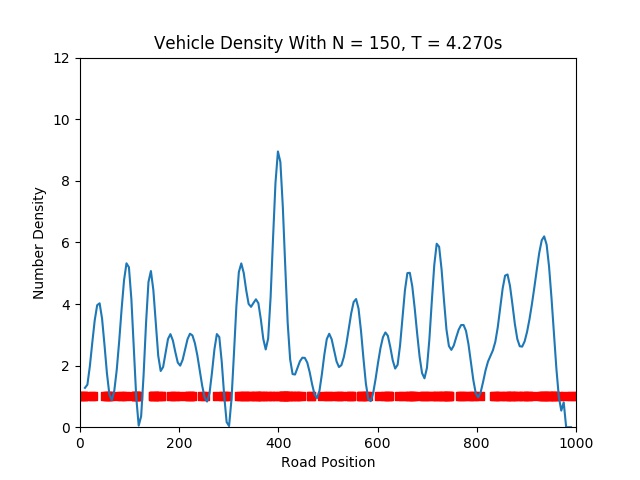 Vehicle Density With N = 150, T = 4.270s
12
10
8
6
4
2
0
Number Density
0 200 400 600 800 1000
Road Position